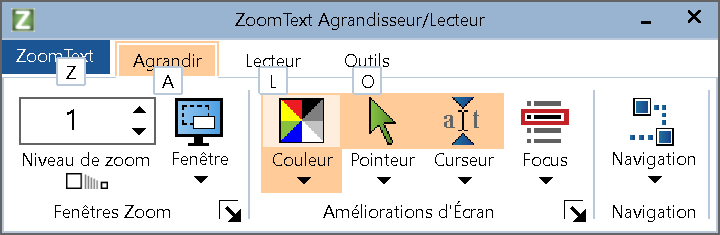 Z ZoomText Agrandisseur/Lecteur
ZoomText Agrandir Lecteur Outils
Z A L O
1
Niveau de zoom Fenêtre Couleur Pointeur aIt Curseur Focus Navigation
Fenêtres Zoom Améliorations d'Écran Navigation